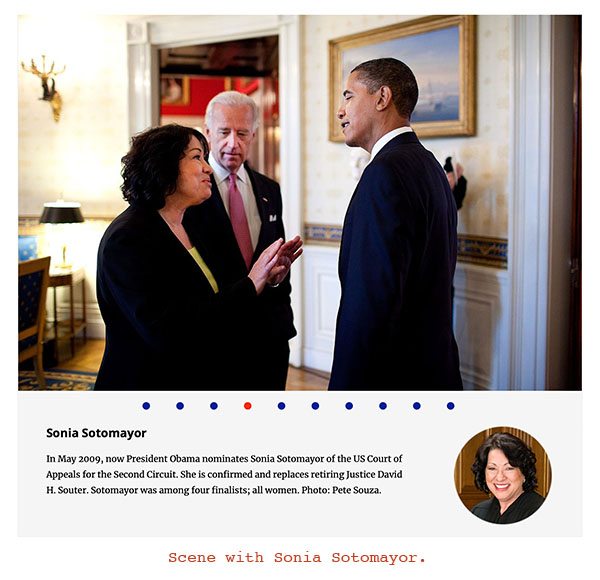 Sonia Sotomayor
In May 2009, now President Obama nominates Sonia Sotomayor of the US Court of
Appeals for the Second Circuit. She is confirmed and replaces retiring Justice David
H. Souter. Sotomayor was among four finalists; all women. Photo: Pete Souza.
Scene with Sonia Sotomayor.